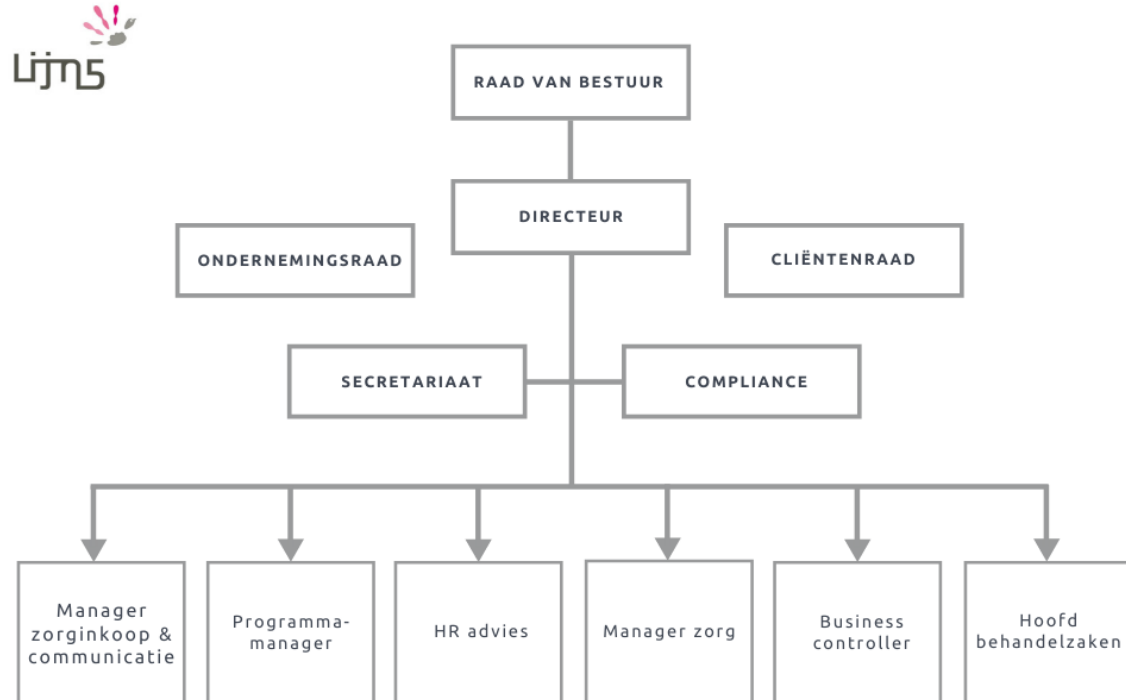 Lijn5
RAAD VAN BESTUUR
DIRECTEUR
ONDERNEMINGSRAAD
CLIËNTENRAAD
SECRETARIAAT
COMPLIANCE
Manager
zorginkoop &
communicatie
Programma-
manager
HR advies
Manager zorg
Business
controller
Hoofd
behandelzaken